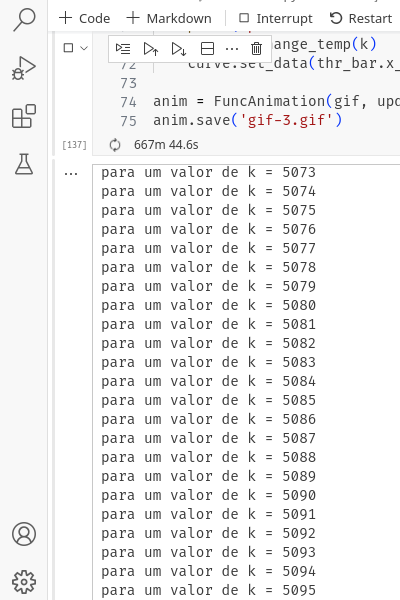 Code
Markdown
Interrupt
Restart
ange_temp(k)
72 curve.set_data(thr_bar.x_
73
74 anim = FuncAnimation(gif, upd
75 anim.save('gif-3.gif')
[137] 667m 44.6s
para um valor de k = 5073
para um valor de k = 5074
para um valor de k = 5075
para um valor de k = 5076
para um valor de k = 5077
para um valor de k = 5078
para um valor de k = 5079
para um valor de k = 5080
para um valor de k = 5081
para um valor de k = 5082
para um valor de k = 5083
para um valor de k = 5084
para um valor de k = 5085
para um valor de k = 5086
para um valor de k = 5087
para um valor de k = 5088
para um valor de k = 5089
para um valor de k = 5090
para um valor de k = 5091
para um valor de k = 5092
para um valor de k = 5093
para um valor de k = 5094
para um valor de k = 5095